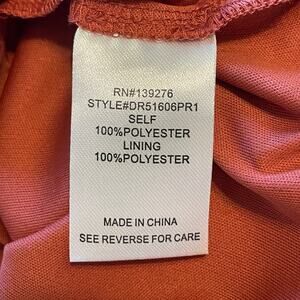 RN#139276
STYLE#DR51606PR1
SELF
100%POLYESTER
LINING
100%POLYESTER
MADE IN CHINA
SEE REVERSE FOR CARE